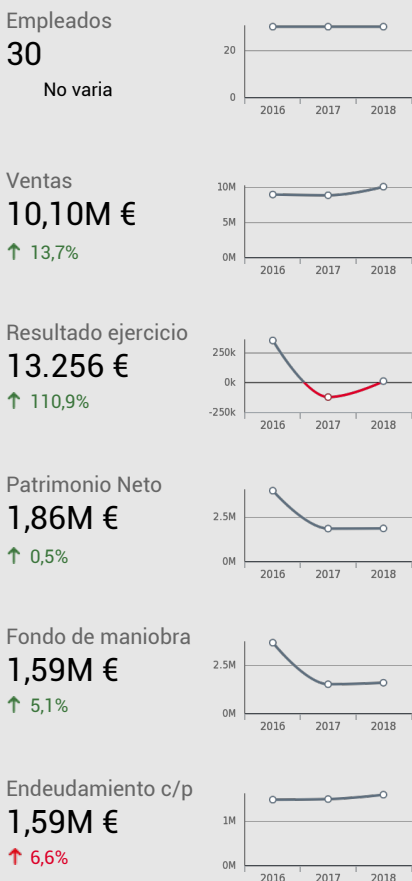 Empleados
30
No varia
20
0
2016 2017 2018
Ventas
10,10M €
↑ 13,7%
10M
5M
0M
2016 2017 2018
Resultado ejercicio
13.256 €
↑ 110,9%
250k
0k
-250k
2016 2017 2018
Patrimonio Neto
1,86M €
↑ 0,5%
2.5M
0M
2016 2017 2018
Fondo de maniobra
1,59M €
↑ 5,1%
2.5M
0M
2016 2017 2018
Endeudamiento c/p
1,59M €
↑ 6,6%
1M
0M
2016 2017 2018